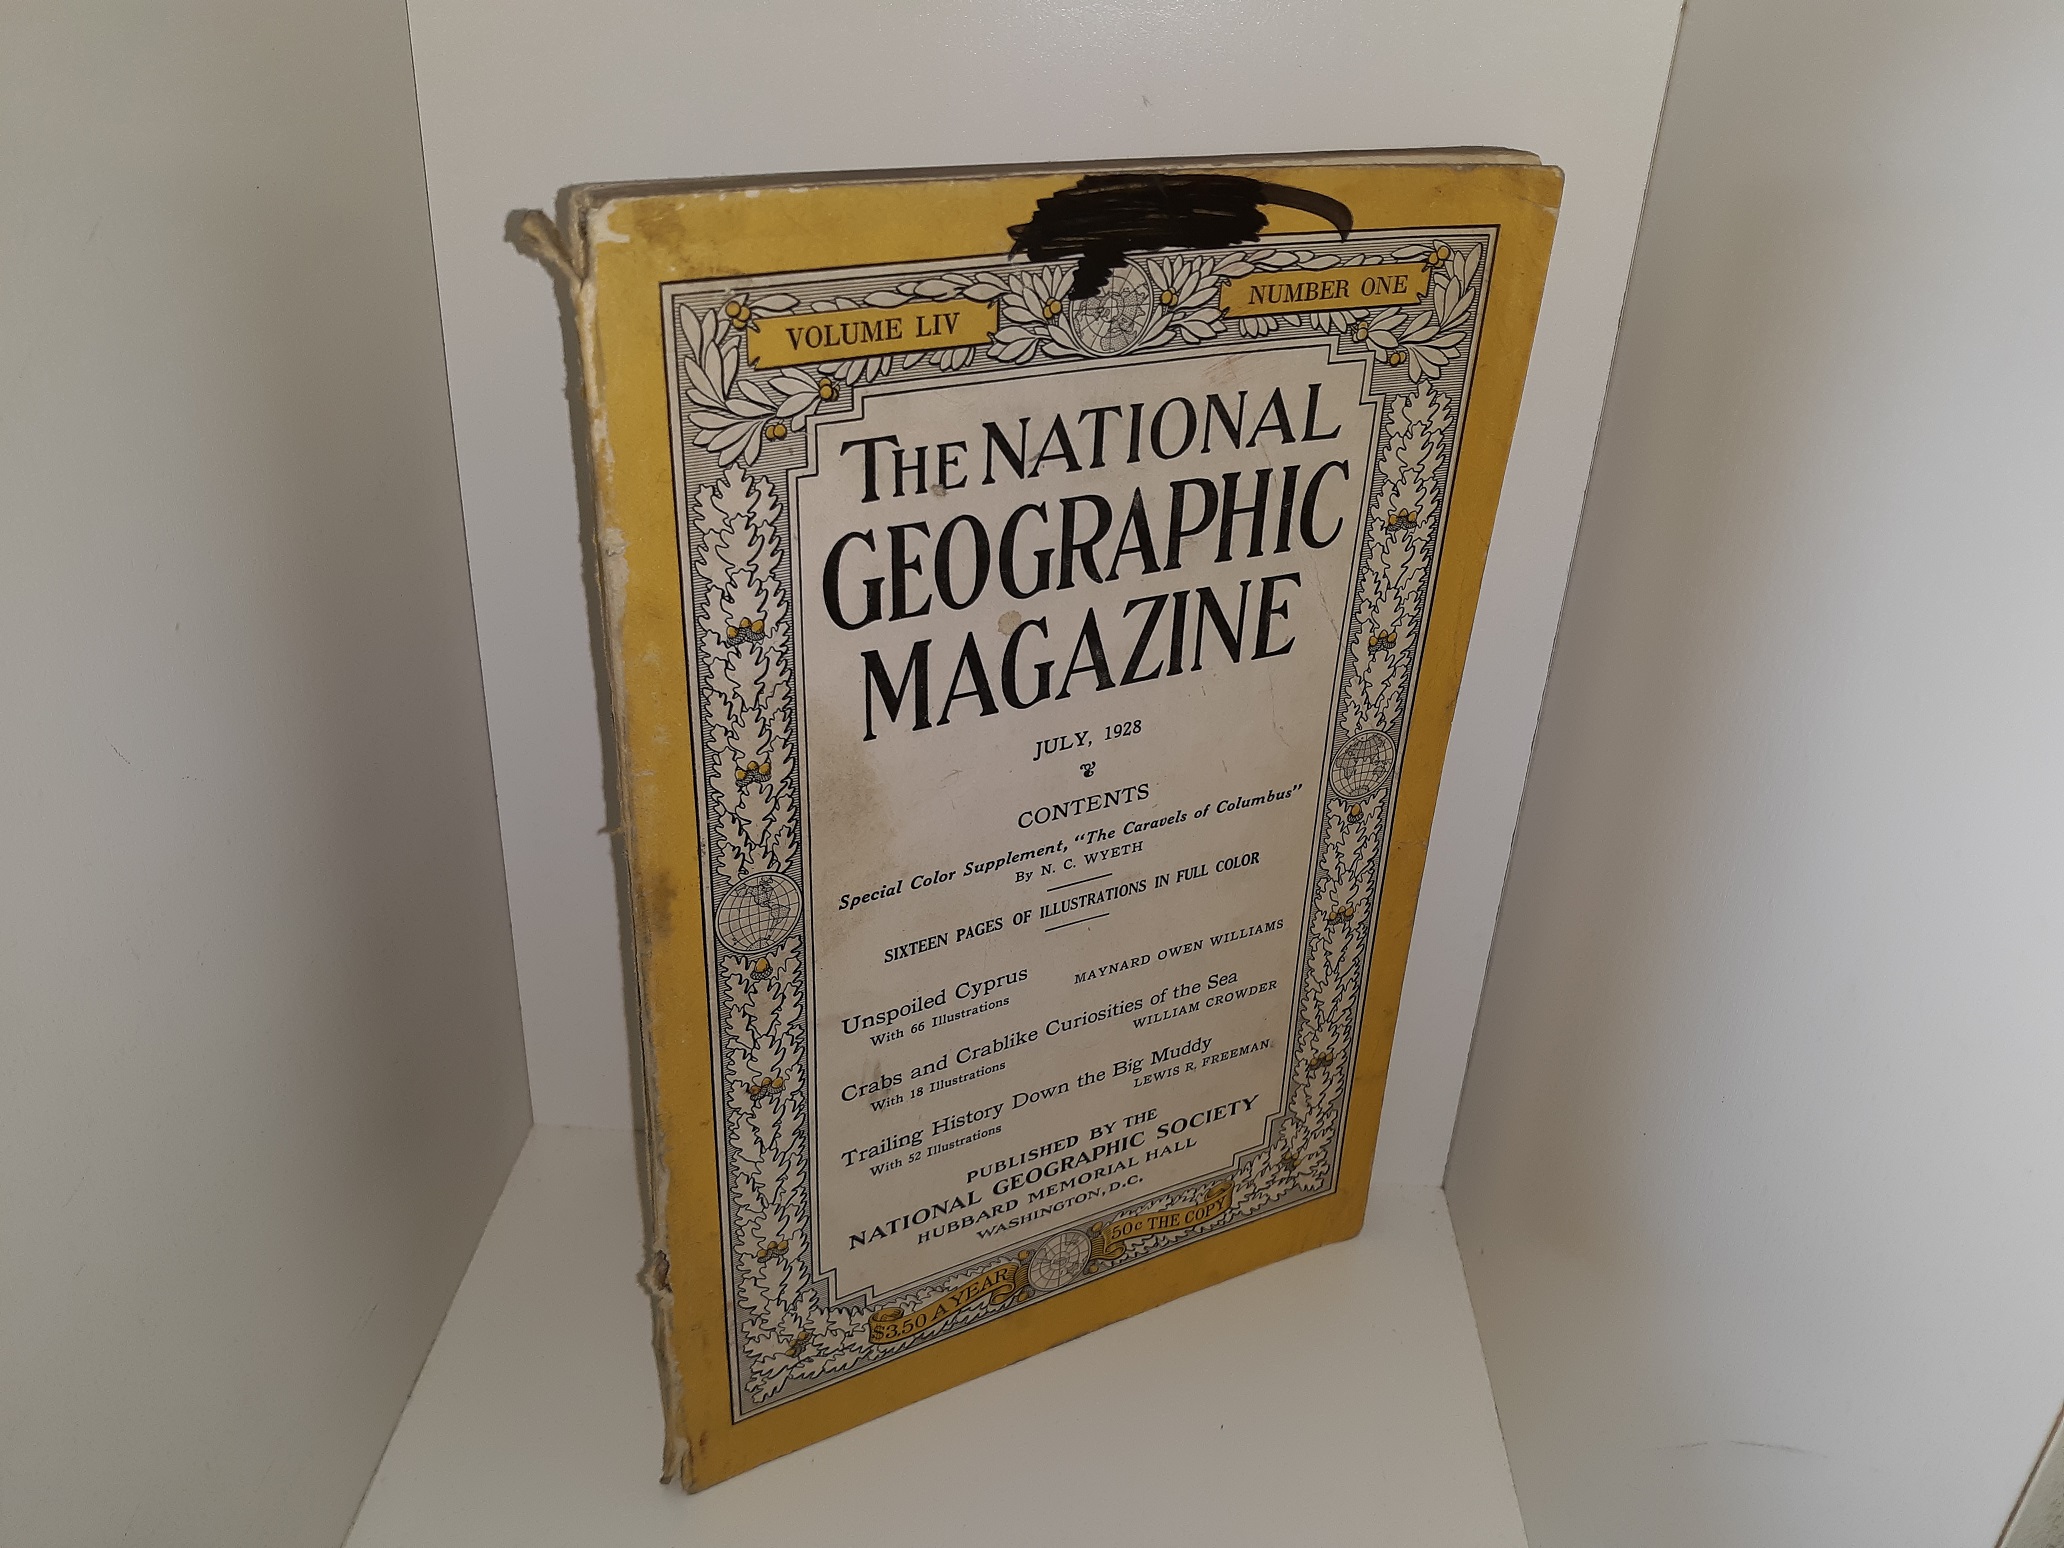 VOLUME LIV NUMBER ONE
THE NATIONAL
GEOGRAPHIC
MAGAZINE
JULY, 1928
CONTENTS
Special Color Supplement, "The Caravels of Columbus"
By N. C. WYETH
SIXTEEN PAGES OF ILLUSTRATIONS IN FULL COLOR
Unspoiled Cyprus MAYNARD OWEN WILLIAMS
With 66 Illustrations
Crabs and Crablike Curiosities of the Sea
With 18 Illustrations WILLIAM CROWDER
Trailing History Down the Big Muddy
With 52 Illustrations LEWIS R. FREEMAN
PUBLISHED BY THE
NATIONAL GEOGRAPHIC SOCIETY
HUBBARD MEMORIAL HALL
WASHINGTON, D.C.
$3.50 A YEAR 50c THE COPY